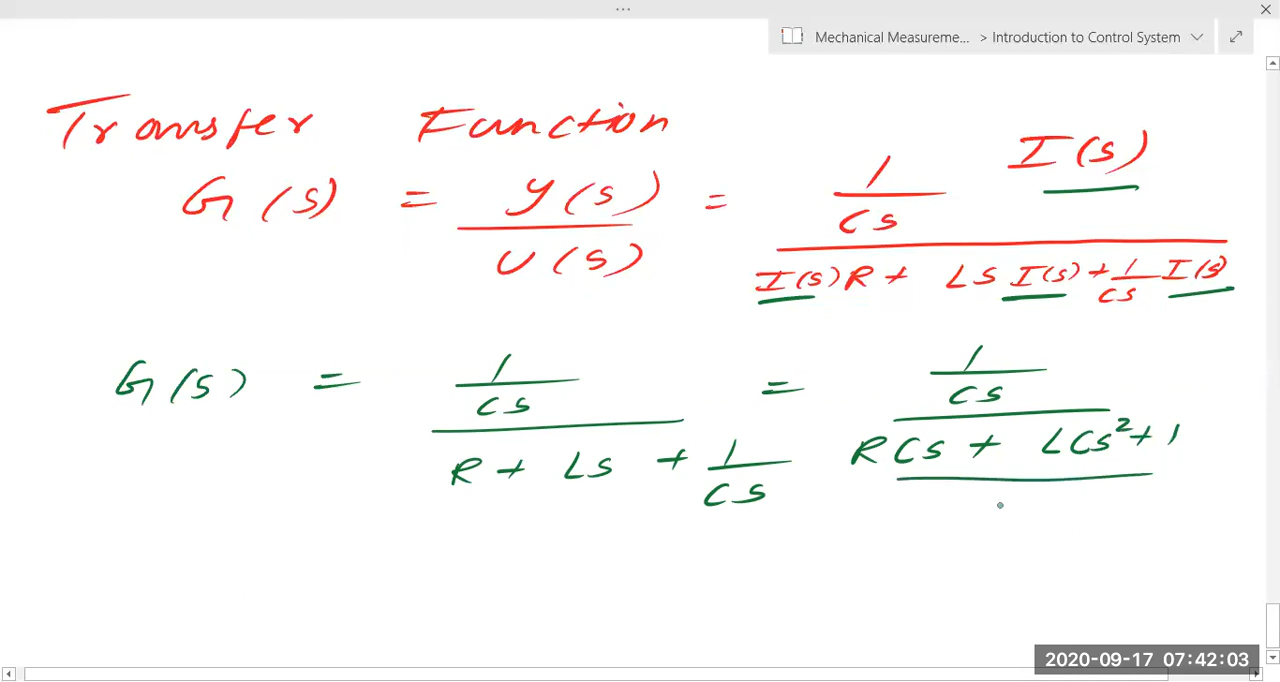 ...
Mechanical Measureme... > Introduction to Control System
Transfer Function
G(s) = y(s) / U(s) = 1/Cs I(s) / I(s)R + Ls I(s) + 1/Cs I(s)
G(s) = 1/Cs / R + Ls + 1/Cs = 1/Cs / RCs + LCs² + 1
2020-09-17 07:42:03